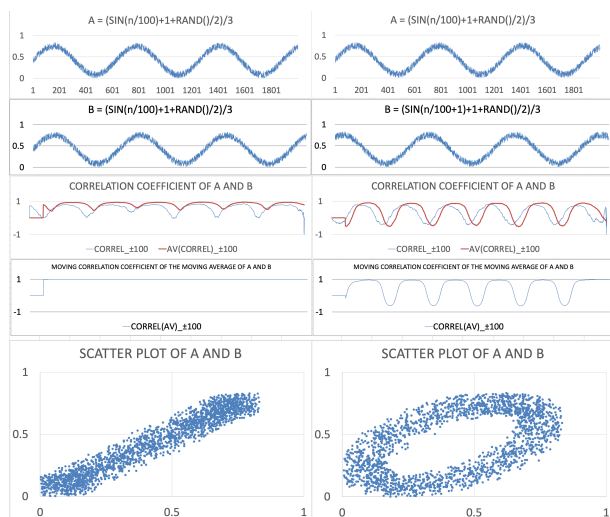 A = (SIN(n/100)+1+RAND()/2)/3
1
0.5
0
1 201 401 601 801 1001 1201 1401 1601 1801
A = (SIN(n/100)+1+RAND()/2)/3
1
0.5
0
1 201 401 601 801 1001 1201 1401 1601 1801
B = (SIN(n/100)+1+RAND()/2)/3
1
0.5
0
B = (SIN(n/100+1)+1+RAND()/2)/3
1
0.5
0
CORRELATION COEFFICIENT OF A AND B
1
-1
CORREL_±100 AV(CORREL)_±100
CORRELATION COEFFICIENT OF A AND B
1
-1
CORREL_±100 AV(CORREL)_±100
MOVING CORRELATION COEFFICIENT OF THE MOVING AVERAGE OF A AND B
1
-1
CORREL(AV)_±100
MOVING CORRELATION COEFFICIENT OF THE MOVING AVERAGE OF A AND B
1
-1
CORREL(AV)_±100
SCATTER PLOT OF A AND B
1
0.5
0
0 0.5 1
SCATTER PLOT OF A AND B
1
0.5
0
0 0.5 1